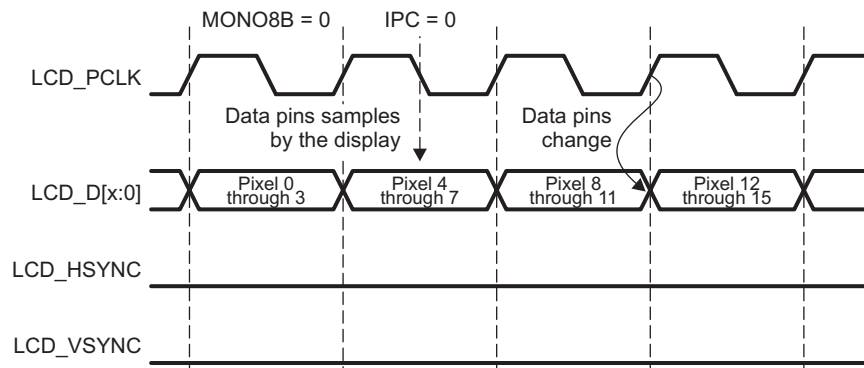 MONO8B = 0
IPC = 0
LCD_PCLK
Data pins samples
by the display
Data pins
change
LCD_D[x:0]
Pixel 0
through 3
Pixel 4
through 7
Pixel 8
through 11
Pixel 12
through 15
LCD_HSYNC
LCD_VSYNC